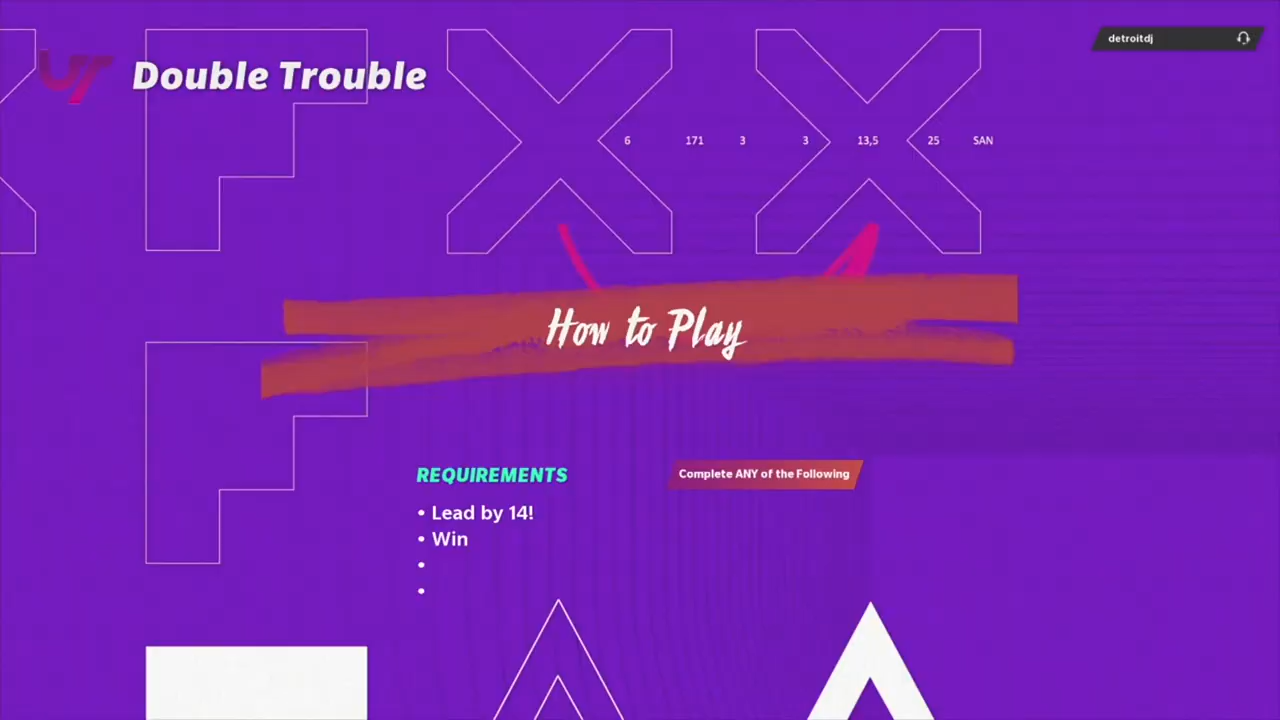 detroitdj
UT
Double Trouble
6 171 3 3 13,5 25 SAN
How to Play
REQUIREMENTS
Complete ANY of the Following
• Lead by 14!
• Win
•
•